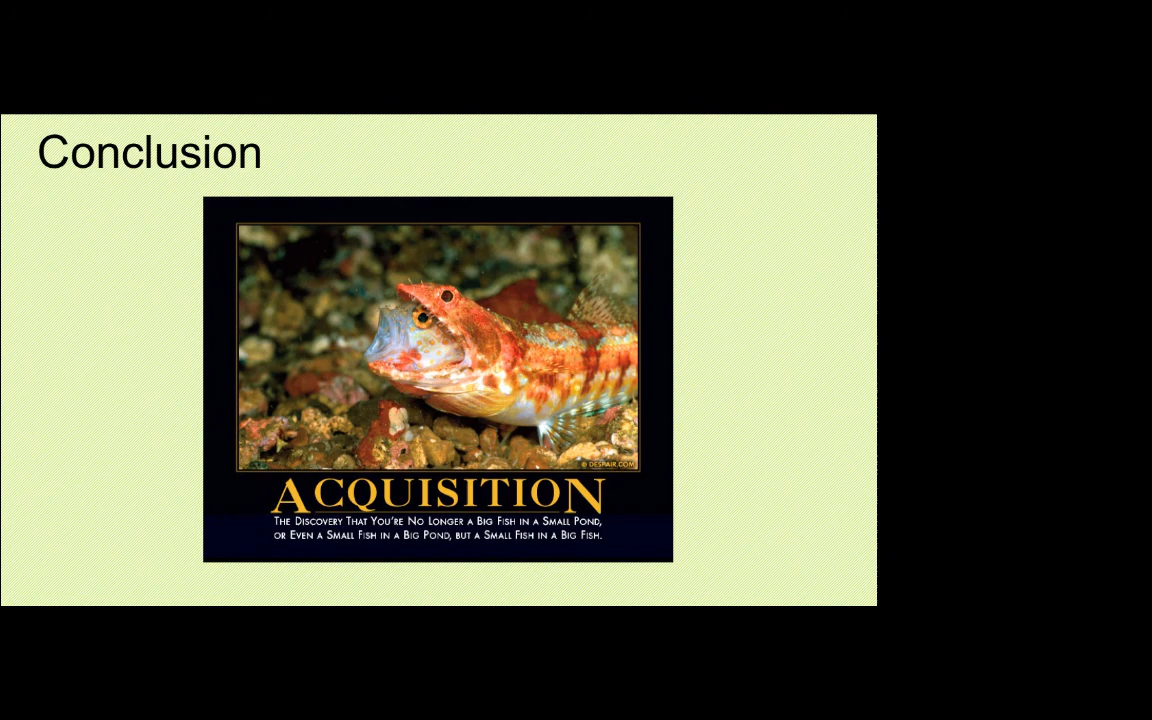 Conclusion
© DESPAIR.COM
ACQUISITION
THE DISCOVERY THAT YOU'RE NO LONGER A BIG FISH IN A SMALL POND,
OR EVEN A SMALL FISH IN A BIG POND, BUT A SMALL FISH IN A BIG FISH.